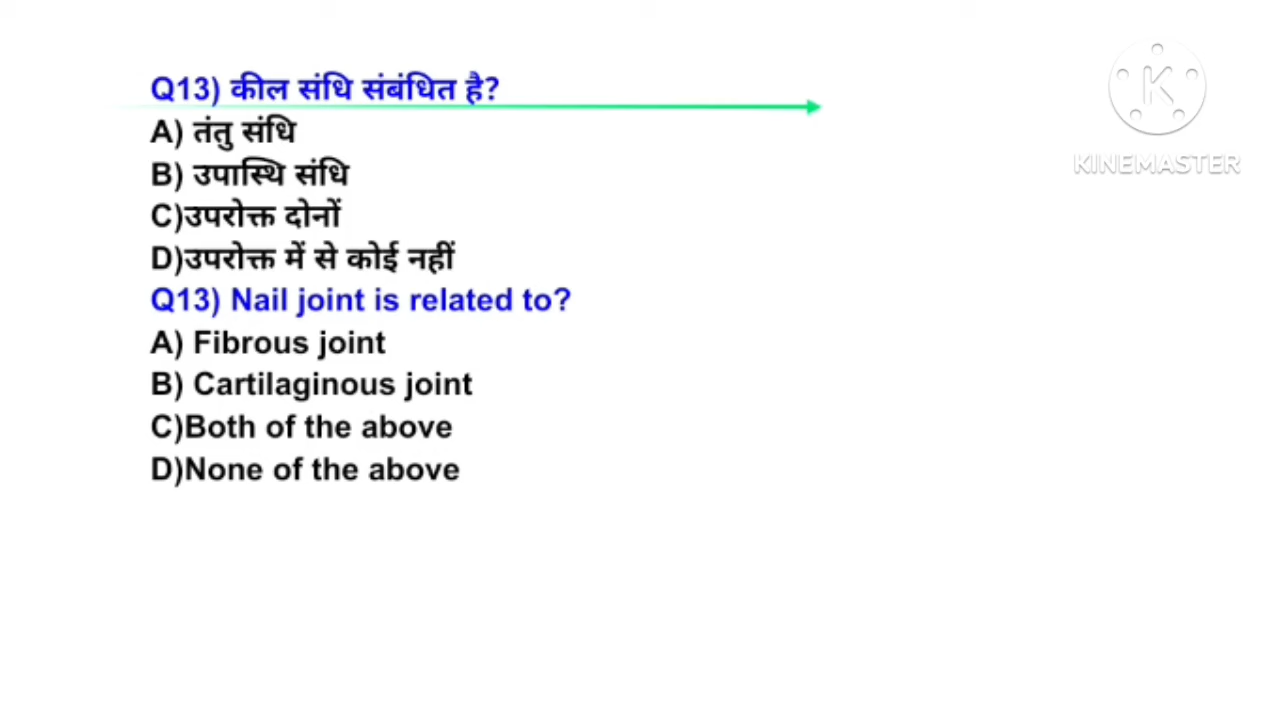 Q13) कील संधि संबंधित है?
A) तंतु संधि
B) उपास्थि संधि
C)उपरोक्त दोनों
D)उपरोक्त में से कोई नहीं
Q13) Nail joint is related to?
A) Fibrous joint
B) Cartilaginous joint
C)Both of the above
D)None of the above
K
KINEMASTER